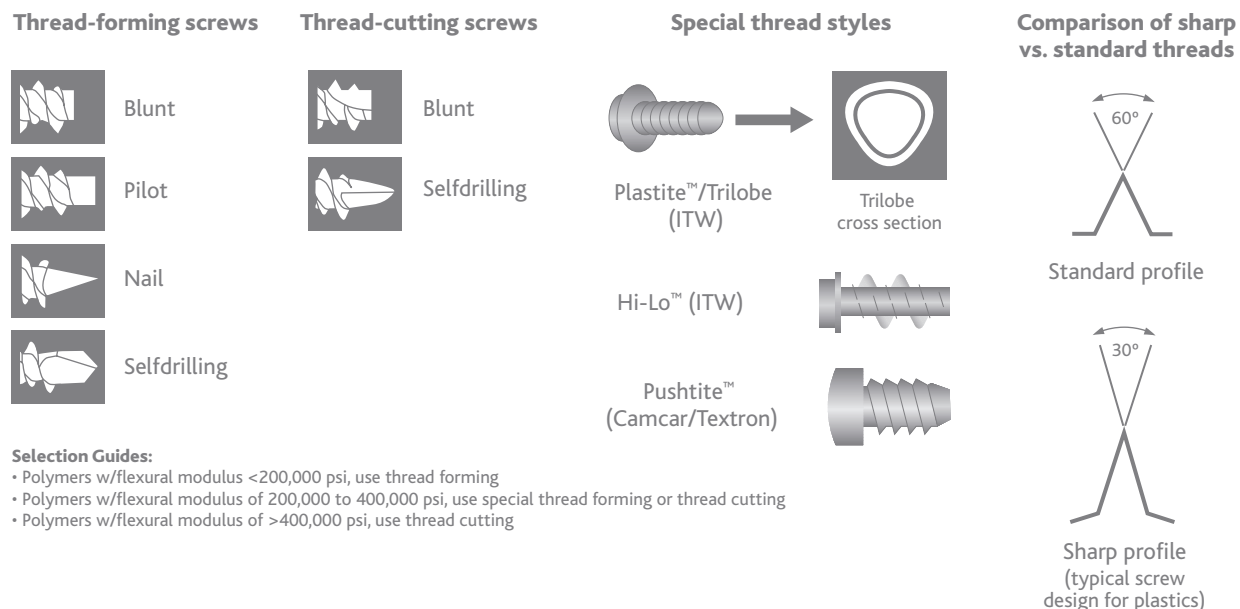 Thread-forming screws
Blunt
Pilot
Nail
Selfdrilling
Thread-cutting screws
Blunt
Selfdrilling
Special thread styles
Plastite™/Trilobe
(ITW)
Trilobe
cross section
Hi-Lo™ (ITW)
Pushtite™
(Camcar/Textron)
Comparison of sharp
vs. standard threads
60°
Standard profile
30°
Sharp profile
(typical screw
design for plastics)
Selection Guides:
• Polymers w/flexural modulus <200,000 psi, use thread forming
• Polymers w/flexural modulus of 200,000 to 400,000 psi, use special thread forming or thread cutting
• Polymers w/flexural modulus of >400,000 psi, use thread cutting